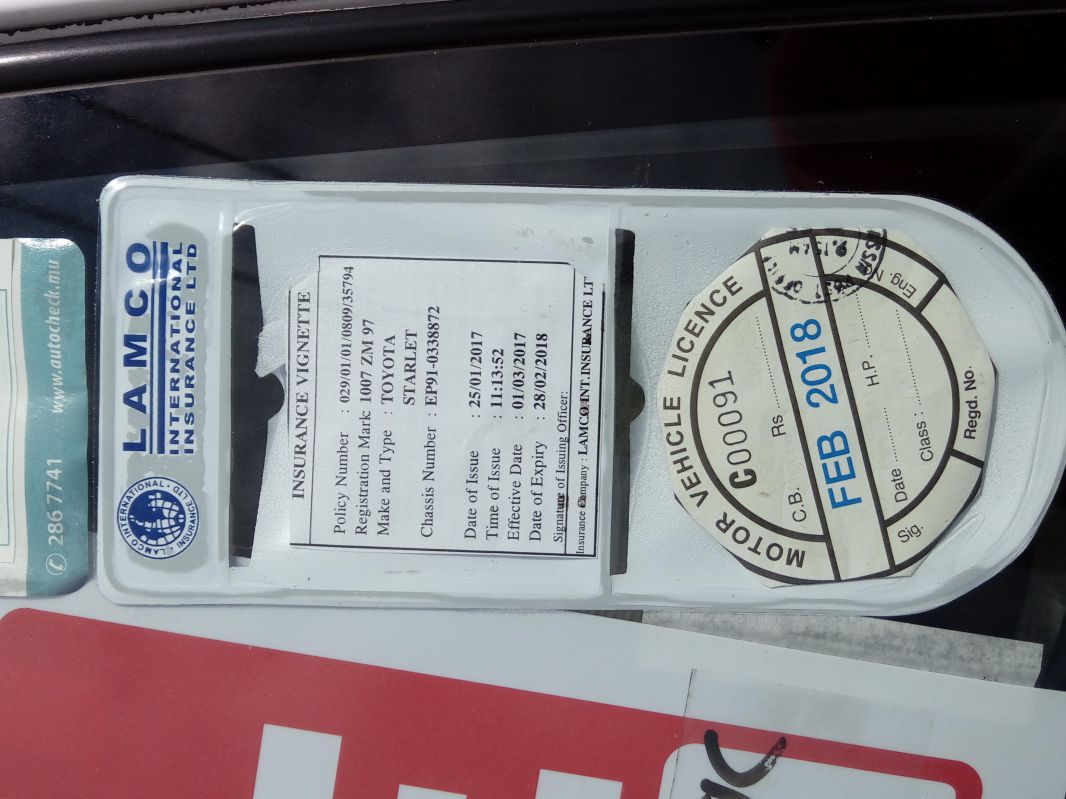 LAMCO
INTERNATIONAL
INSURANCE LTD
LAMCO INTERNATIONAL
INSURANCE LTD
INSURANCE VIGNETTE
Policy Number : 029/01/01/0809/35794
Registration Mark: 1007 ZM 97
Make and Type : TOYOTA
STARLET
Chassis Number : EP91-0338872
Date of Issue : 25/01/2017
Time of Issue : 11:13:52
Effective Date : 01/03/2017
Date of Expiry : 28/02/2018
Signature of Issuing Officer:
Insurance Company : LAMCO INT.INSURANCE LT
MOTOR VEHICLE LICENCE
C00091
C.B. Rs
FEB 2018
Date H.P.
Class :
Eng. N
Sig.
Regd. No.
286 7741 www.autocheck.mu